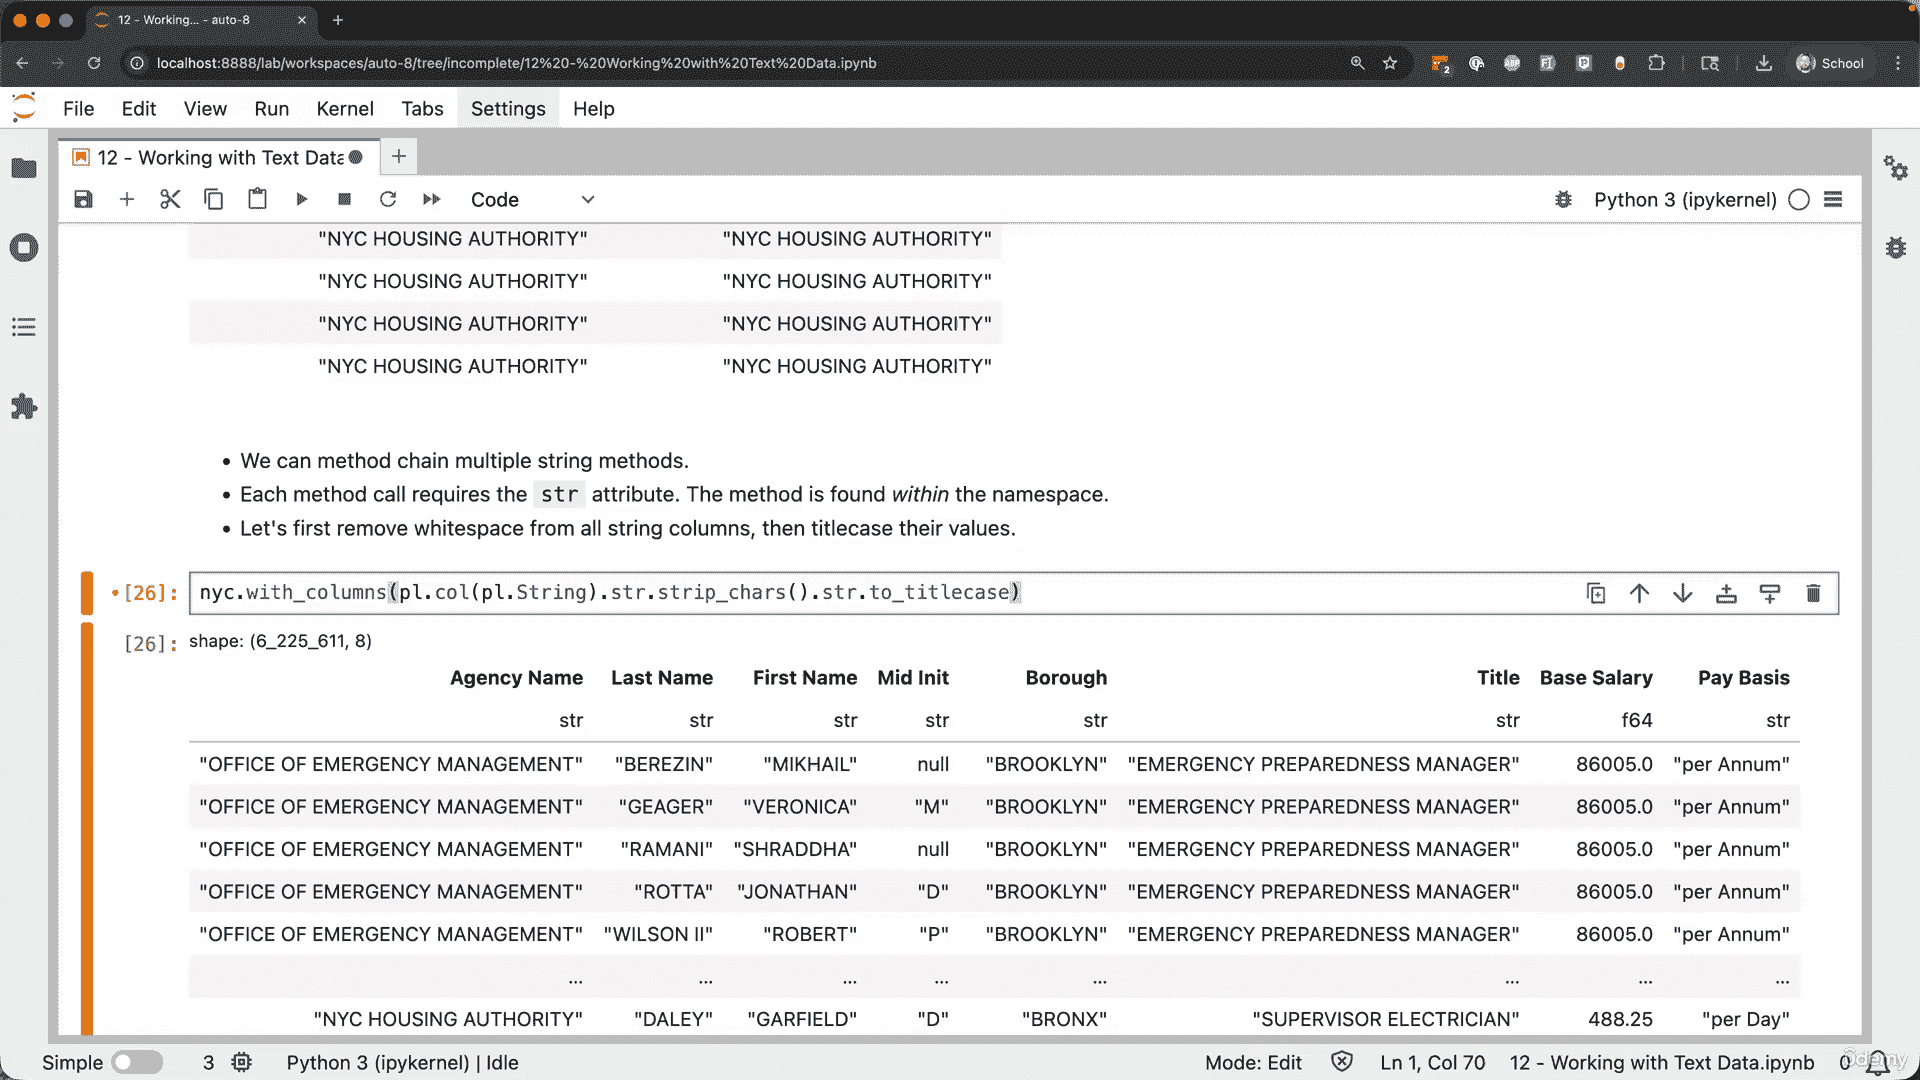 12 - Working... - auto-8
localhost:8888/lab/workspaces/auto-8/tree/incomplete/12%20-%20Working%20with%20Text%20Data.ipynb
2
School
File Edit View Run Kernel Tabs Settings Help
12 - Working with Text Data
Code
Python 3 (ipykernel)
"NYC HOUSING AUTHORITY" "NYC HOUSING AUTHORITY"
"NYC HOUSING AUTHORITY" "NYC HOUSING AUTHORITY"
"NYC HOUSING AUTHORITY" "NYC HOUSING AUTHORITY"
"NYC HOUSING AUTHORITY" "NYC HOUSING AUTHORITY"
• We can method chain multiple string methods.
• Each method call requires the str attribute. The method is found within the namespace.
• Let's first remove whitespace from all string columns, then titlecase their values.
[26]: nyc.with_columns(pl.col(pl.String).str.strip_chars().str.to_titlecase)
[26]: shape: (6_225_611, 8)
Agency Name Last Name First Name Mid Init Borough Title Base Salary Pay Basis
str str str str str str f64 str
"OFFICE OF EMERGENCY MANAGEMENT" "BEREZIN" "MIKHAIL" null "BROOKLYN" "EMERGENCY PREPAREDNESS MANAGER" 86005.0 "per Annum"
"OFFICE OF EMERGENCY MANAGEMENT" "GEAGER" "VERONICA" "M" "BROOKLYN" "EMERGENCY PREPAREDNESS MANAGER" 86005.0 "per Annum"
"OFFICE OF EMERGENCY MANAGEMENT" "RAMANI" "SHRADDHA" null "BROOKLYN" "EMERGENCY PREPAREDNESS MANAGER" 86005.0 "per Annum"
"OFFICE OF EMERGENCY MANAGEMENT" "ROTTA" "JONATHAN" "D" "BROOKLYN" "EMERGENCY PREPAREDNESS MANAGER" 86005.0 "per Annum"
"OFFICE OF EMERGENCY MANAGEMENT" "WILSON II" "ROBERT" "P" "BROOKLYN" "EMERGENCY PREPAREDNESS MANAGER" 86005.0 "per Annum"
... ... ... ... ... ... ... ...
"NYC HOUSING AUTHORITY" "DALEY" "GARFIELD" "D" "BRONX" "SUPERVISOR ELECTRICIAN" 488.25 "per Day"
Simple 3 Python 3 (ipykernel) | Idle Mode: Edit Ln 1, Col 70 12 - Working with Text Data.ipynb 0
udemy